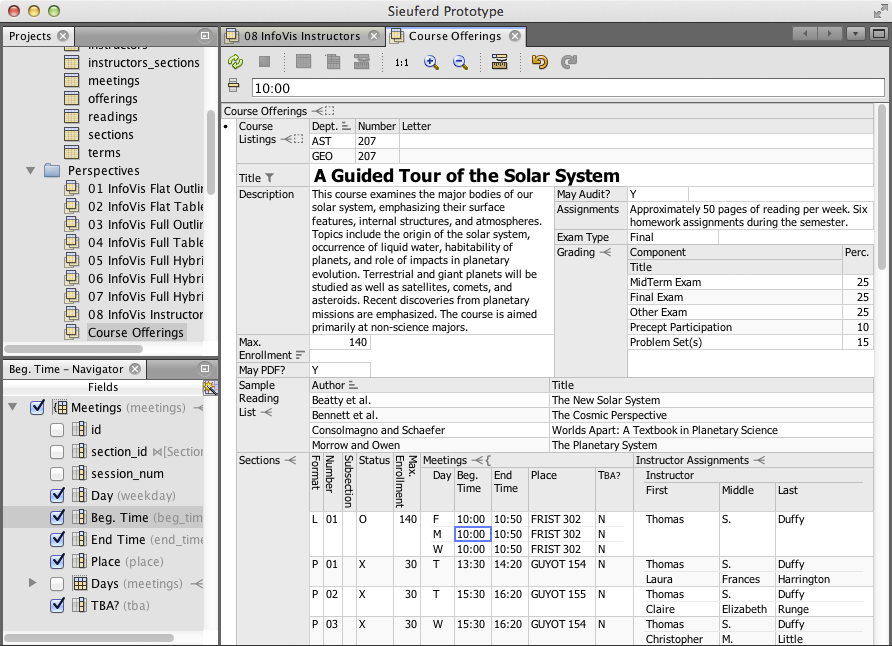 Sieuferd Prototype
Projects
instructors
instructors_sections
meetings
offerings
readings
sections
terms
Perspectives
01 InfoVis Flat Outlin
02 InfoVis Flat Table
03 InfoVis Full Outlin
04 InfoVis Full Table
05 InfoVis Full Hybri
06 InfoVis Full Hybri
07 InfoVis Full Hybri
08 InfoVis Instructor
Course Offerings
Beg. Time – Navigator
Fields
Meetings (meetings)
id
section_id [Section
session_num
Day (weekday)
Beg. Time (beg_tim
End Time (end_time
Place (place)
Days (meetings)
TBA? (tba)
08 InfoVis Instructors
Course Offerings
1:1
10:00
Course Offerings
Course Listings
Dept. Number Letter
AST 207
GEO 207
Title A Guided Tour of the Solar System
Description
This course examines the major bodies of our
solar system, emphasizing their surface
features, internal structures, and atmospheres.
Topics include the origin of the solar system,
occurrence of liquid water, habitability of
planets, and role of impacts in planetary
evolution. Terrestrial and giant planets will be
studied as well as satellites, comets, and
asteroids. Recent discoveries from planetary
missions are emphasized. The course is aimed
primarily at non-science majors.
May Audit? Y
Assignments Approximately 50 pages of reading per week. Six
homework assignments during the semester.
Exam Type Final
Grading Component Perc.
Title
MidTerm Exam 25
Final Exam 25
Other Exam 25
Precept Participation 10
Problem Set(s) 15
Max. 140
Enrollment
May PDF? Y
Sample Reading List
Author Title
Beatty et al. The New Solar System
Bennett et al. The Cosmic Perspective
Consolmagno and Schaefer Worlds Apart: A Textbook in Planetary Science
Morrow and Owen The Planetary System
Sections Format Number Subsection Status Max. Enrollment Meetings Instructor Assignments
Day Beg. Time End Time Place TBA? Instructor
First Middle Last
L 01 O 140 F 10:00 10:50 FRIST 302 N Thomas S. Duffy
M 10:00 10:50 FRIST 302 N
W 10:00 10:50 FRIST 302 N
P 01 X 30 T 13:30 14:20 GUYOT 154 N Thomas S. Duffy
Laura Frances Harrington
P 02 X 30 T 15:30 16:20 GUYOT 155 N Thomas S. Duffy
Claire Elizabeth Runge
P 03 X 30 W 15:30 16:20 GUYOT 154 N Thomas S. Duffy
Christopher M. Little